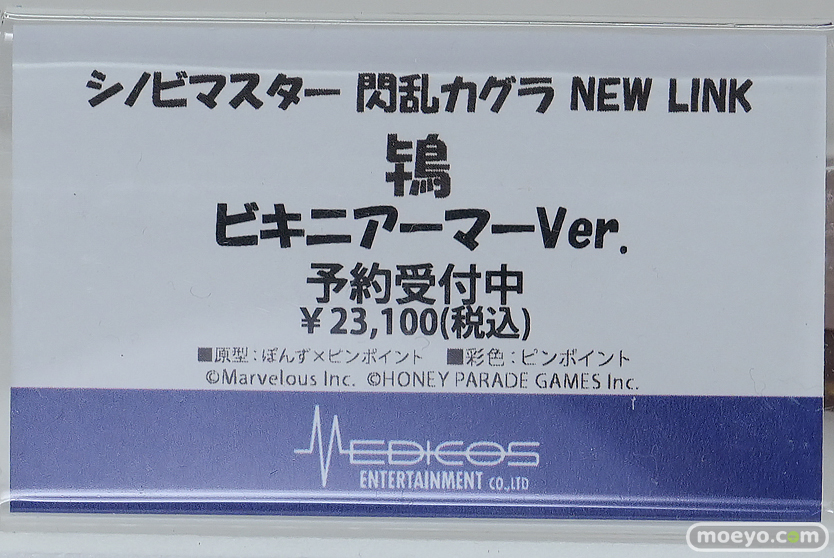 シノビマスター 閃乱カグラ NEW LINK
鵇
ビキニアーマーVer.
予約受付中
¥23,100(税込)
■原型:ぽんず×ピンポイント ■彩色:ピンポイント
©Marvelous Inc. ©HONEY PARADE GAMES Inc.
MEDICOS
ENTERTAINMENT CO.,LTD
moeyo.com